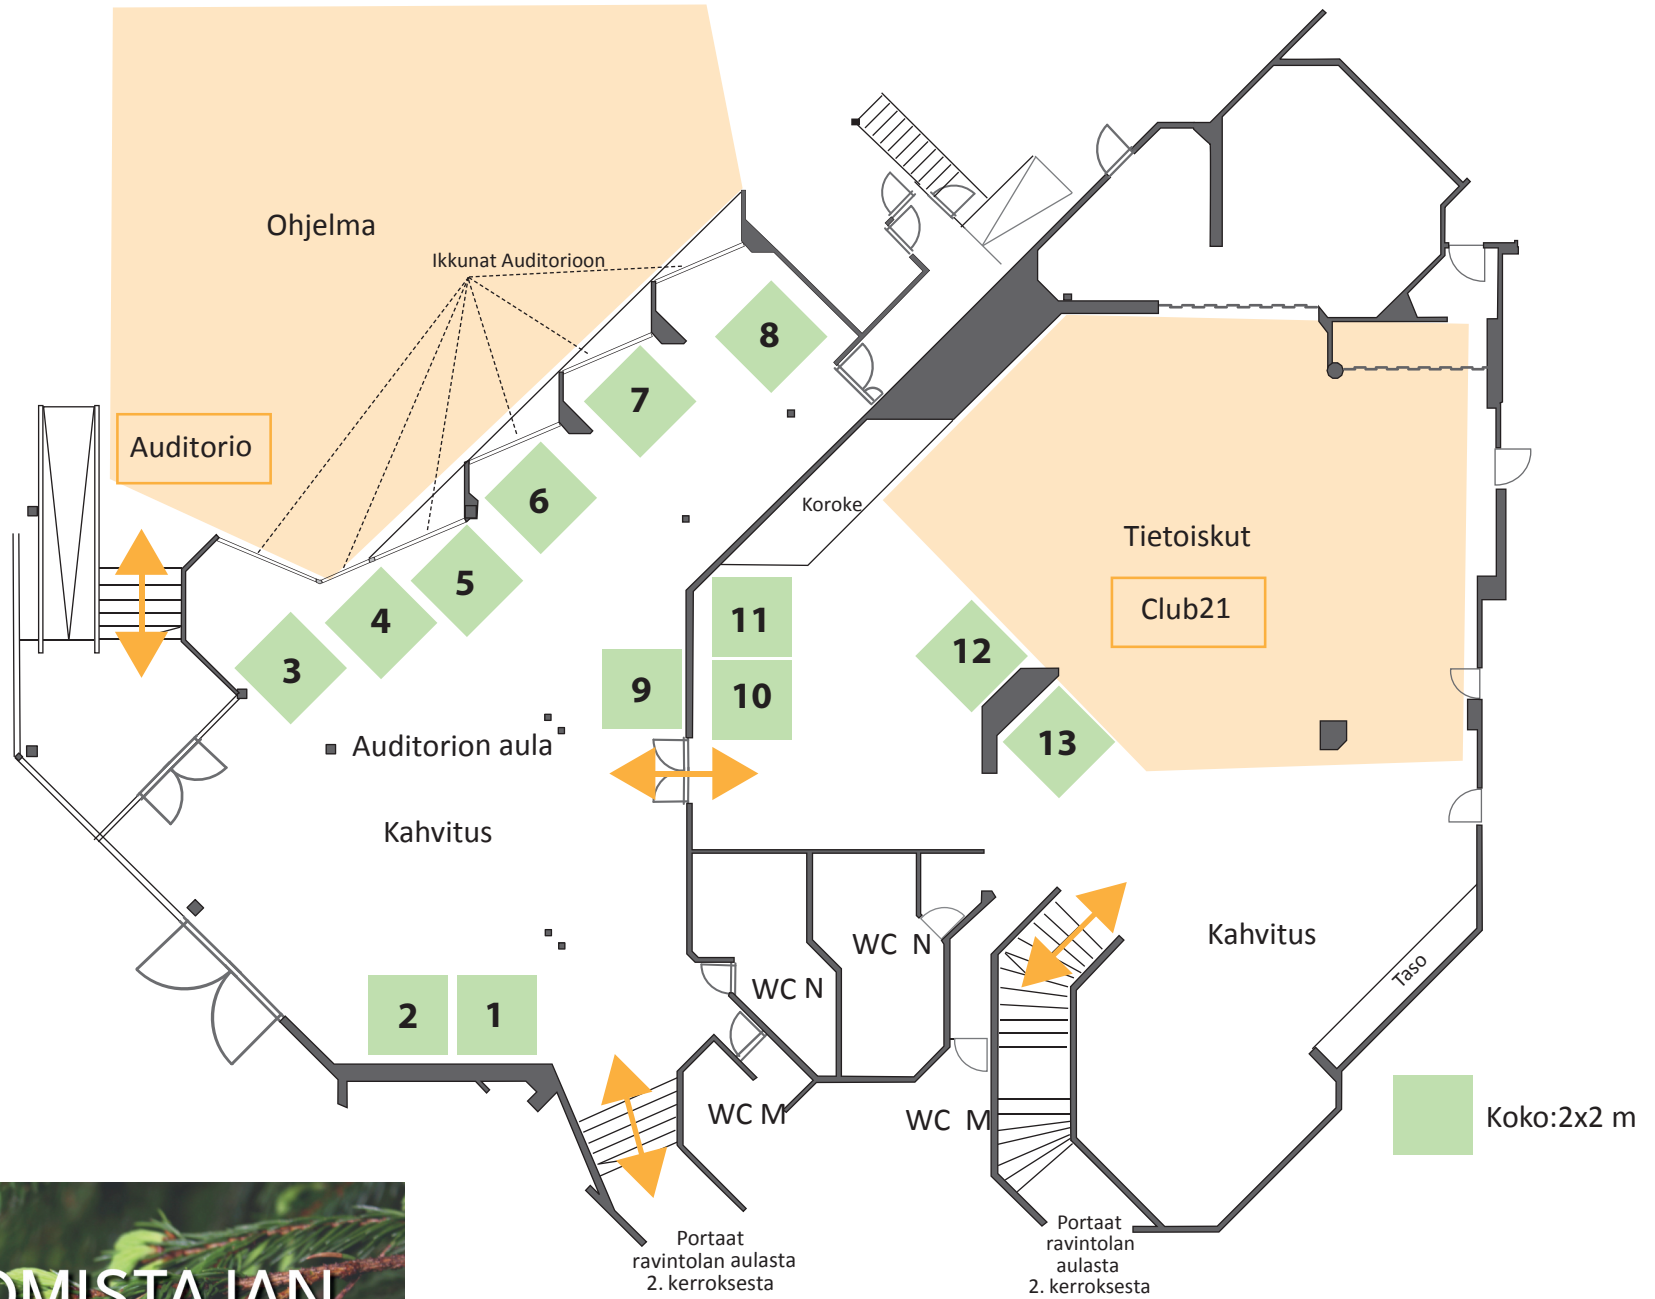 Ohjelma
Ikkunat Auditorioon
Auditorio
8
7
6
5
4
3
Koroke
Tietoiskut
Club21
11
10
9
12
13
Auditorion aula
Kahvitus
2
1
WC N
WC N
WC M
WC M
Kahvitus
Taso
Koko:2x2 m
Portaat
ravintolan aulasta
2. kerroksesta
Portaat
ravintolan
aulasta
2. kerroksesta
OMISTAJAN